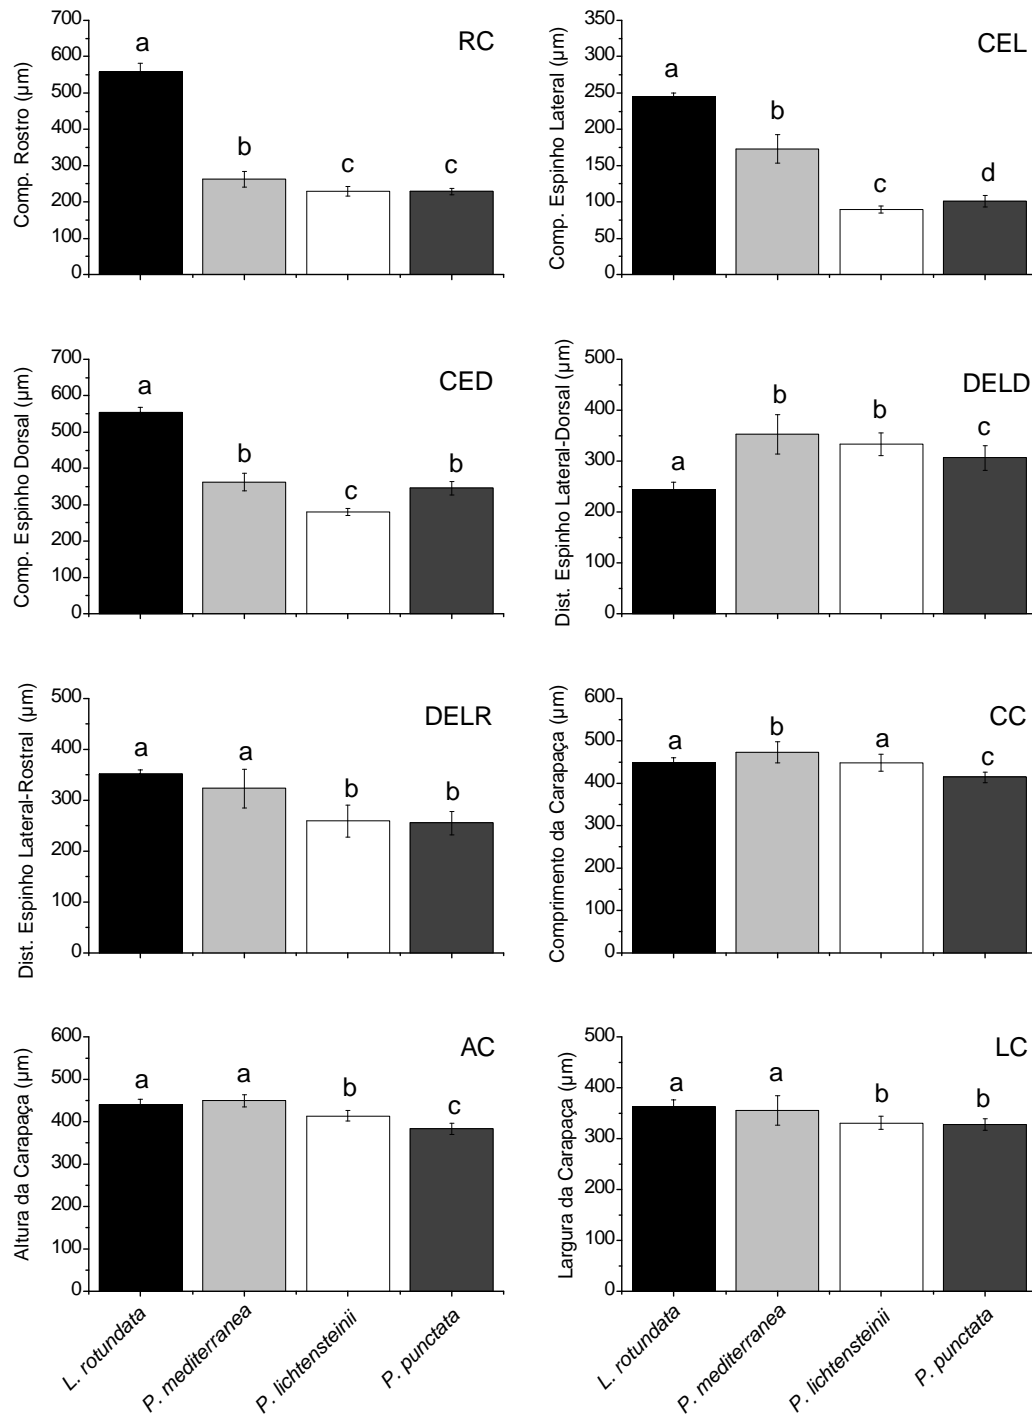 RC
Comp. Rostro (µm)
700
600
500
400
300
200
100
0
a
b
c
c
CEL
Comp. Espinho Lateral (µm)
350
300
250
200
150
100
50
0
a
b
c
d
CED
Comp. Espinho Dorsal (µm)
700
600
500
400
300
200
100
0
a
b
c
b
DELD
Dist. Espinho Lateral-Dorsal (µm)
500
400
300
200
100
0
a
b
b
c
DELR
Dist. Espinho Lateral-Rostral (µm)
500
400
300
200
100
0
a
a
b
b
CC
Comprimento da Carapaça (µm)
600
500
400
300
200
100
0
a
b
a
c
AC
Altura da Carapaça (µm)
600
500
400
300
200
100
0
a
a
b
c
L. rotundata
P. mediterranea
P. lichtensteinii
P. punctata
LC
Largura da Carapaça (µm)
500
400
300
200
100
0
a
a
b
b
L. rotundata
P. mediterranea
P. lichtensteinii
P. punctata